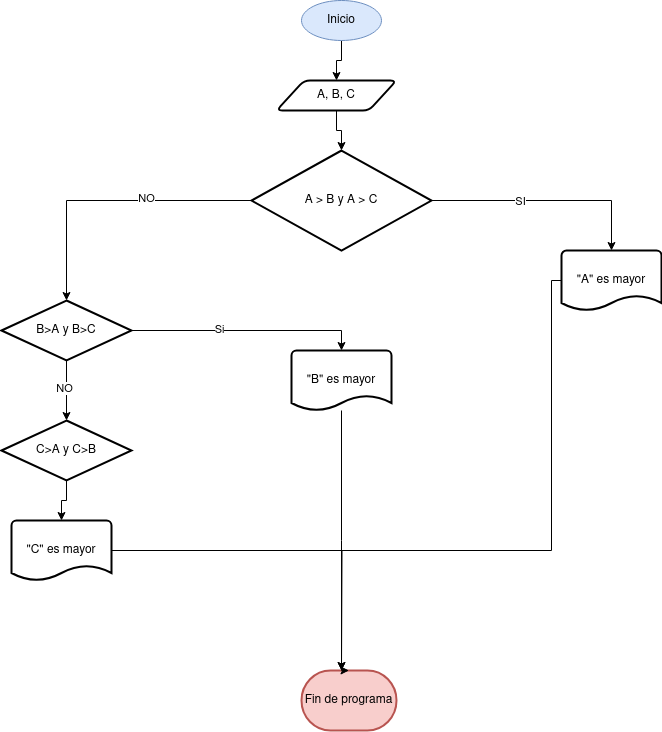 Inicio
A, B, C
A > B y A > C
NO
SI
"A" es mayor
B>A y B>C
Si
"B" es mayor
NO
C>A y C>B
"C" es mayor
Fin de programa